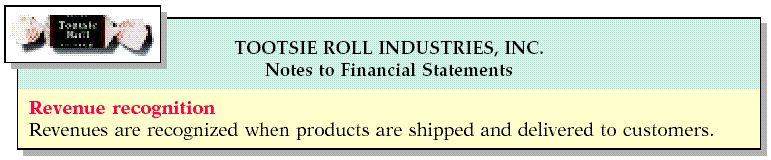 Tootsie
Roll
TOOTSIE ROLL INDUSTRIES, INC.
Notes to Financial Statements
Revenue recognition
Revenues are recognized when products are shipped and delivered to customers.